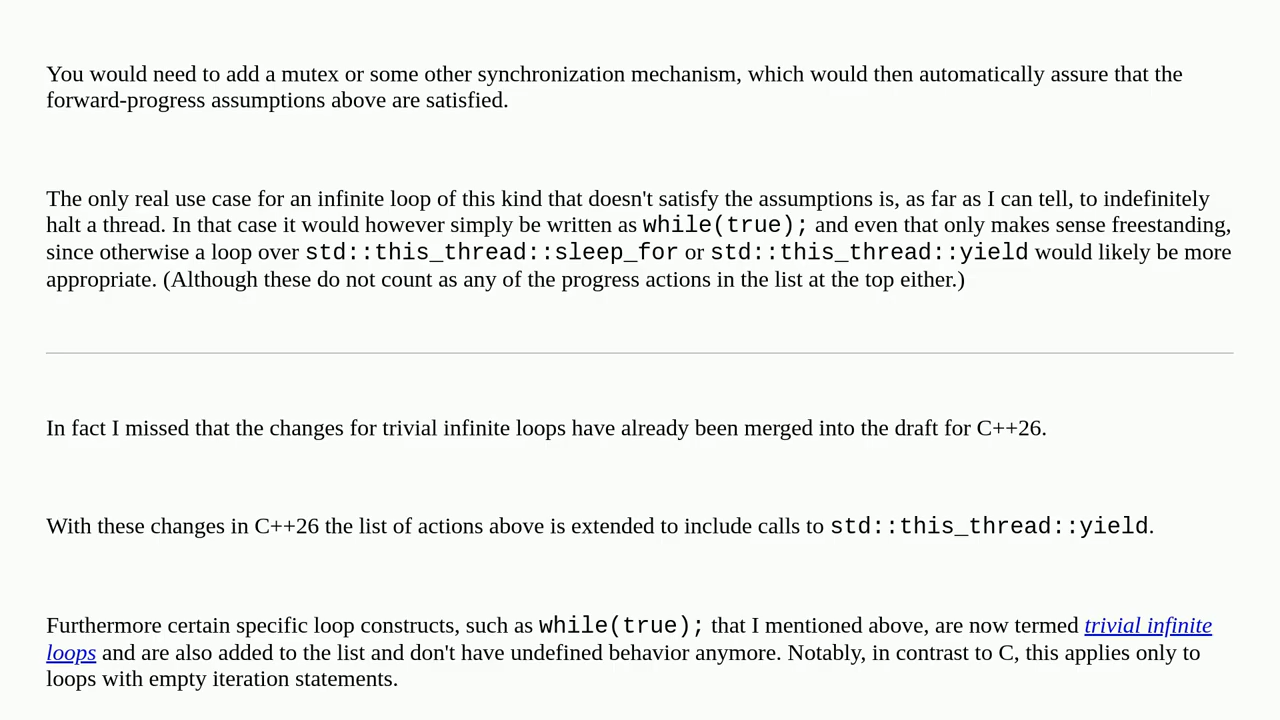 You would need to add a mutex or some other synchronization mechanism, which would then automatically assure that the
forward-progress assumptions above are satisfied.
The only real use case for an infinite loop of this kind that doesn't satisfy the assumptions is, as far as I can tell, to indefinitely
halt a thread. In that case it would however simply be written as while(true); and even that only makes sense freestanding,
since otherwise a loop over std::this_thread::sleep_for or std::this_thread::yield would likely be more
appropriate. (Although these do not count as any of the progress actions in the list at the top either.)
In fact I missed that the changes for trivial infinite loops have already been merged into the draft for C++26.
With these changes in C++26 the list of actions above is extended to include calls to std::this_thread::yield.
Furthermore certain specific loop constructs, such as while(true); that I mentioned above, are now termed trivial infinite
loops and are also added to the list and don't have undefined behavior anymore. Notably, in contrast to C, this applies only to
loops with empty iteration statements.